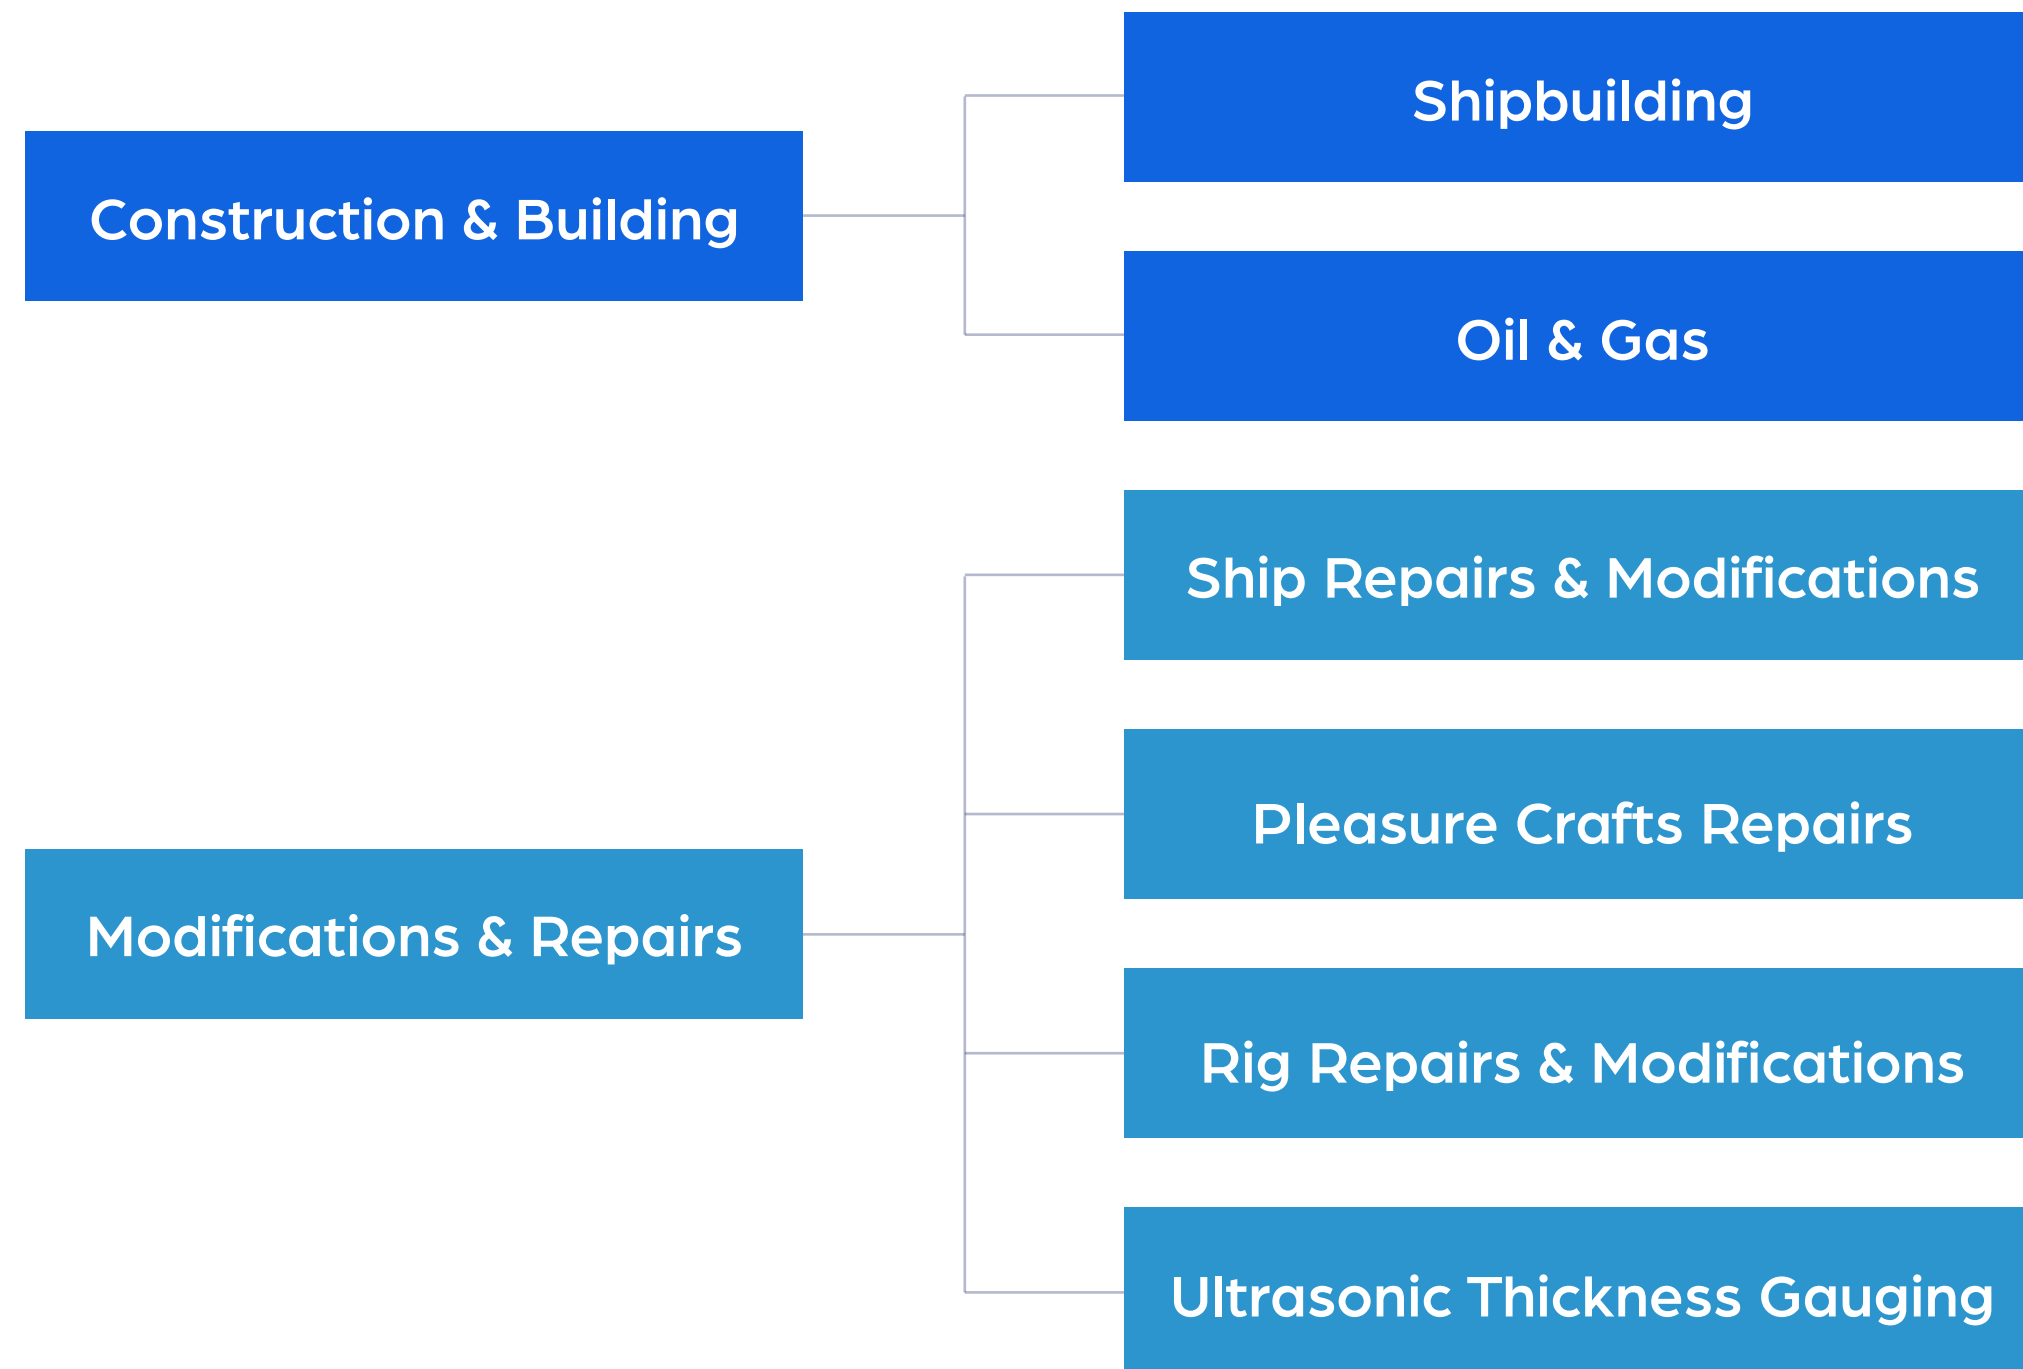 Construction & Building
Shipbuilding
Oil & Gas
Modifications & Repairs
Ship Repairs & Modifications
Pleasure Crafts Repairs
Rig Repairs & Modifications
Ultrasonic Thickness Gauging